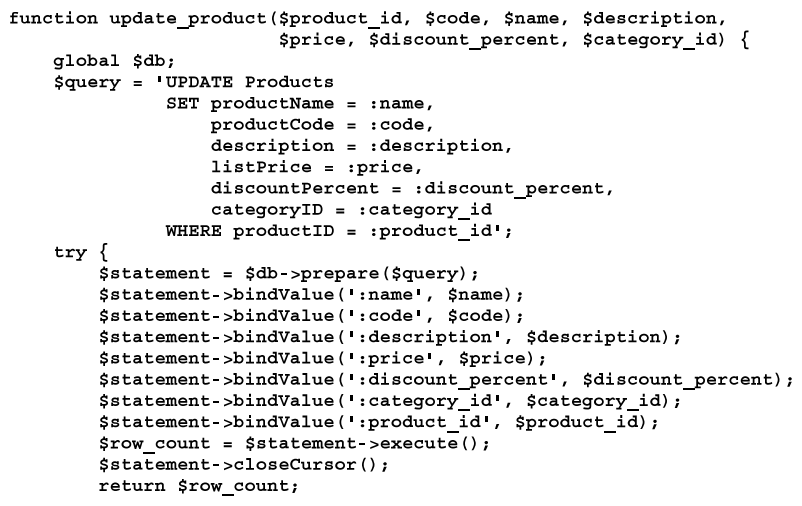 function update_product($product_id, $code, $name, $description,
                        $price, $discount_percent, $category_id) {
    global $db;
    $query = 'UPDATE Products
              SET productName = :name,
                  productCode = :code,
                  description = :description,
                  listPrice = :price,
                  discountPercent = :discount_percent,
                  categoryID = :category_id
              WHERE productID = :product_id';
    try {
        $statement = $db->prepare($query);
        $statement->bindValue(':name', $name);
        $statement->bindValue(':code', $code);
        $statement->bindValue(':description', $description);
        $statement->bindValue(':price', $price);
        $statement->bindValue(':discount_percent', $discount_percent);
        $statement->bindValue(':category_id', $category_id);
        $statement->bindValue(':product_id', $product_id);
        $row_count = $statement->execute();
        $statement->closeCursor();
        return $row_count;